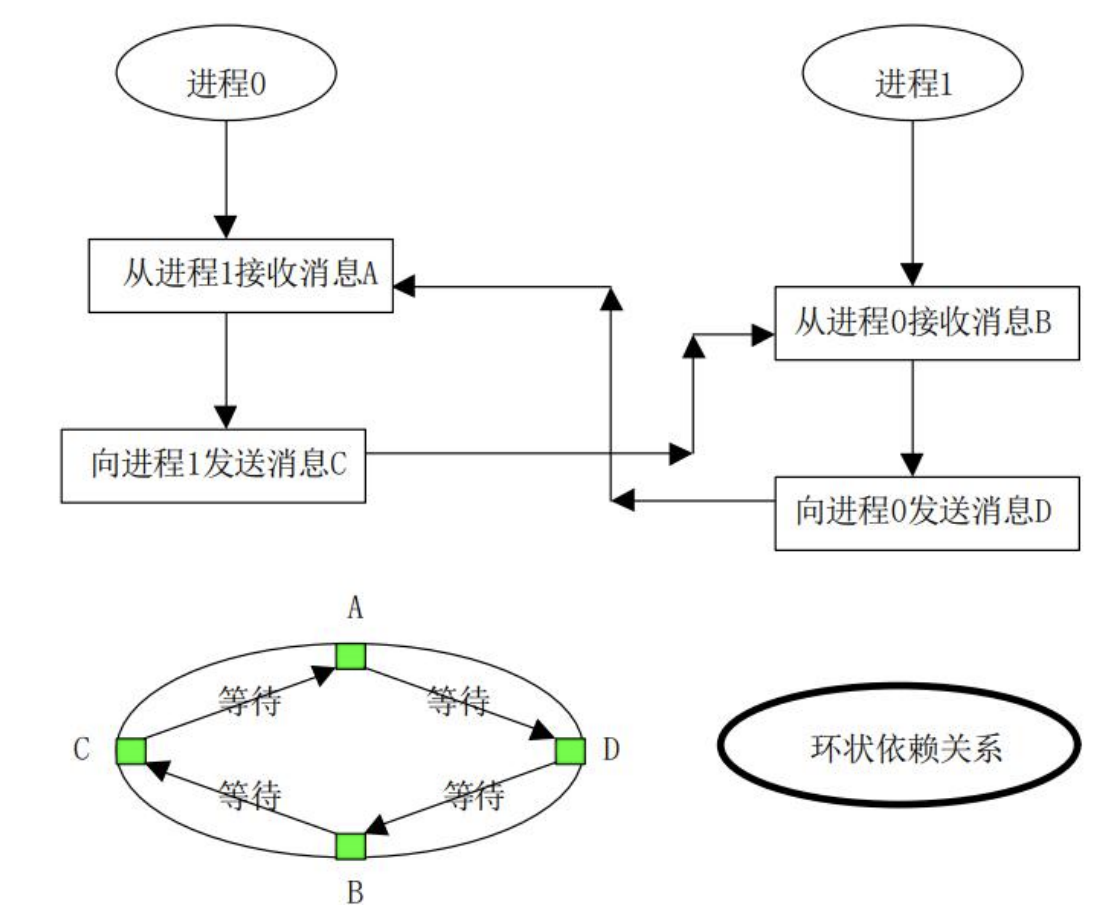 进程0
进程1
从进程1接收消息A
从进程0接收消息B
向进程1发送消息C
向进程0发送消息D
A
等待
等待
C
D
环状依赖关系
等待
等待
B